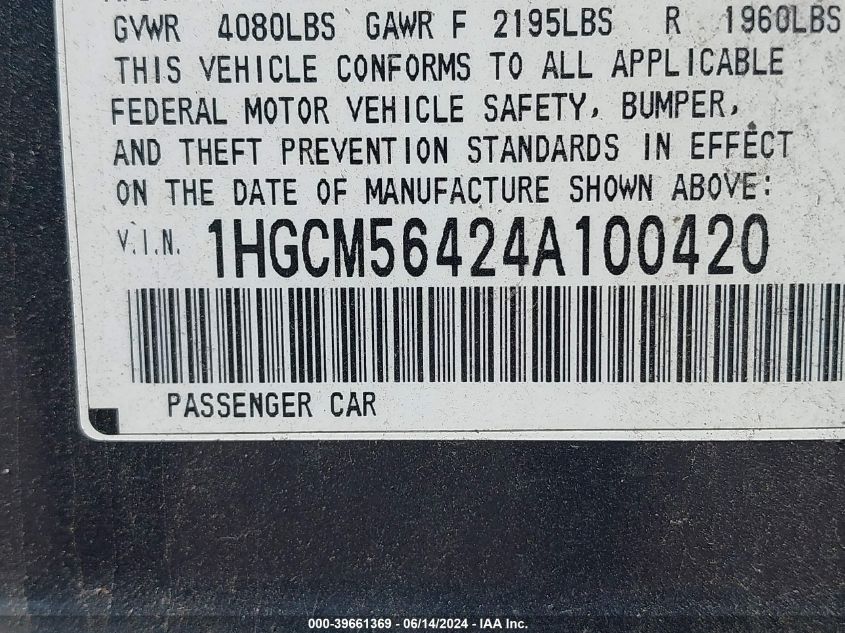 GVWR 4080LBS GAWR F 2195LBS R 1960LBS
THIS VEHICLE CONFORMS TO ALL APPLICABLE
FEDERAL MOTOR VEHICLE SAFETY, BUMPER,
AND THEFT PREVENTION STANDARDS IN EFFECT
ON THE DATE OF MANUFACTURE SHOWN ABOVE:
V.I.N. 1HGCM56424A100420
PASSENGER CAR
000-39661369 - 06/14/2024 - IAA Inc.